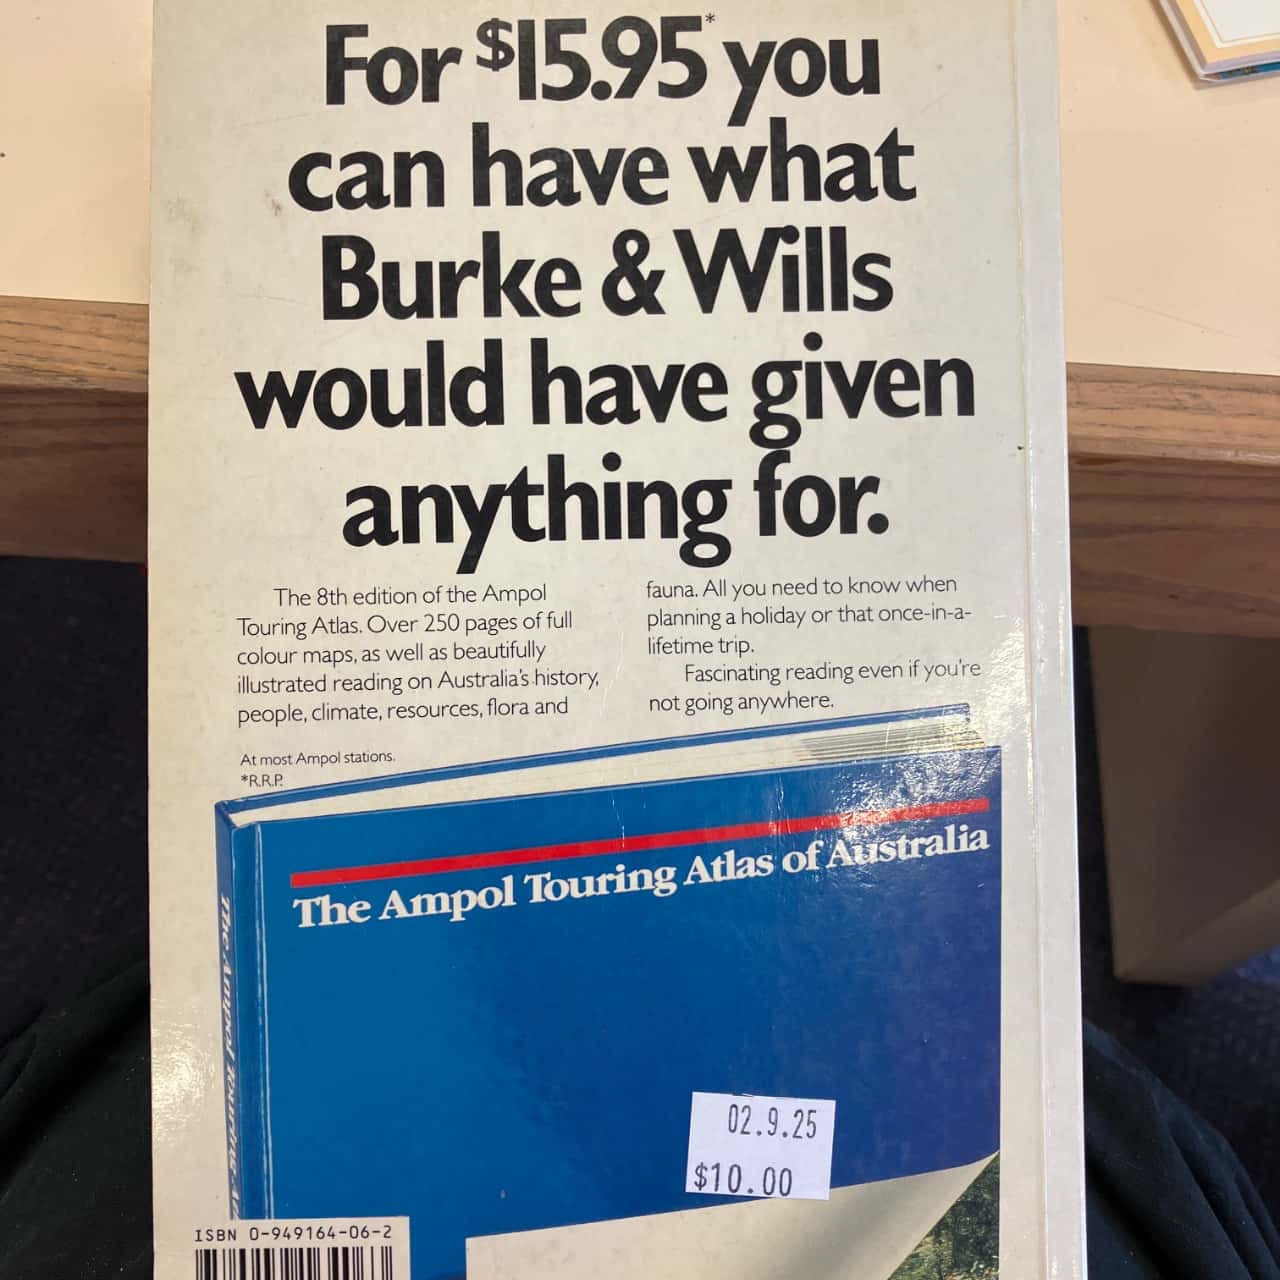 For $15.95* you
can have what
Burke & Wills
would have given
anything for.
The 8th edition of the Ampol
Touring Atlas. Over 250 pages of full
colour maps, as well as beautifully
illustrated reading on Australia's history,
people, climate, resources, flora and
fauna. All you need to know when
planning a holiday or that once-in-a-
lifetime trip.
Fascinating reading even if you're
not going anywhere.
At most Ampol stations.
*R.R.P.
The Ampol Touring Atlas of Australia
The Ampol Touring
02.9.25
$10.00
ISBN 0-949164-06-2